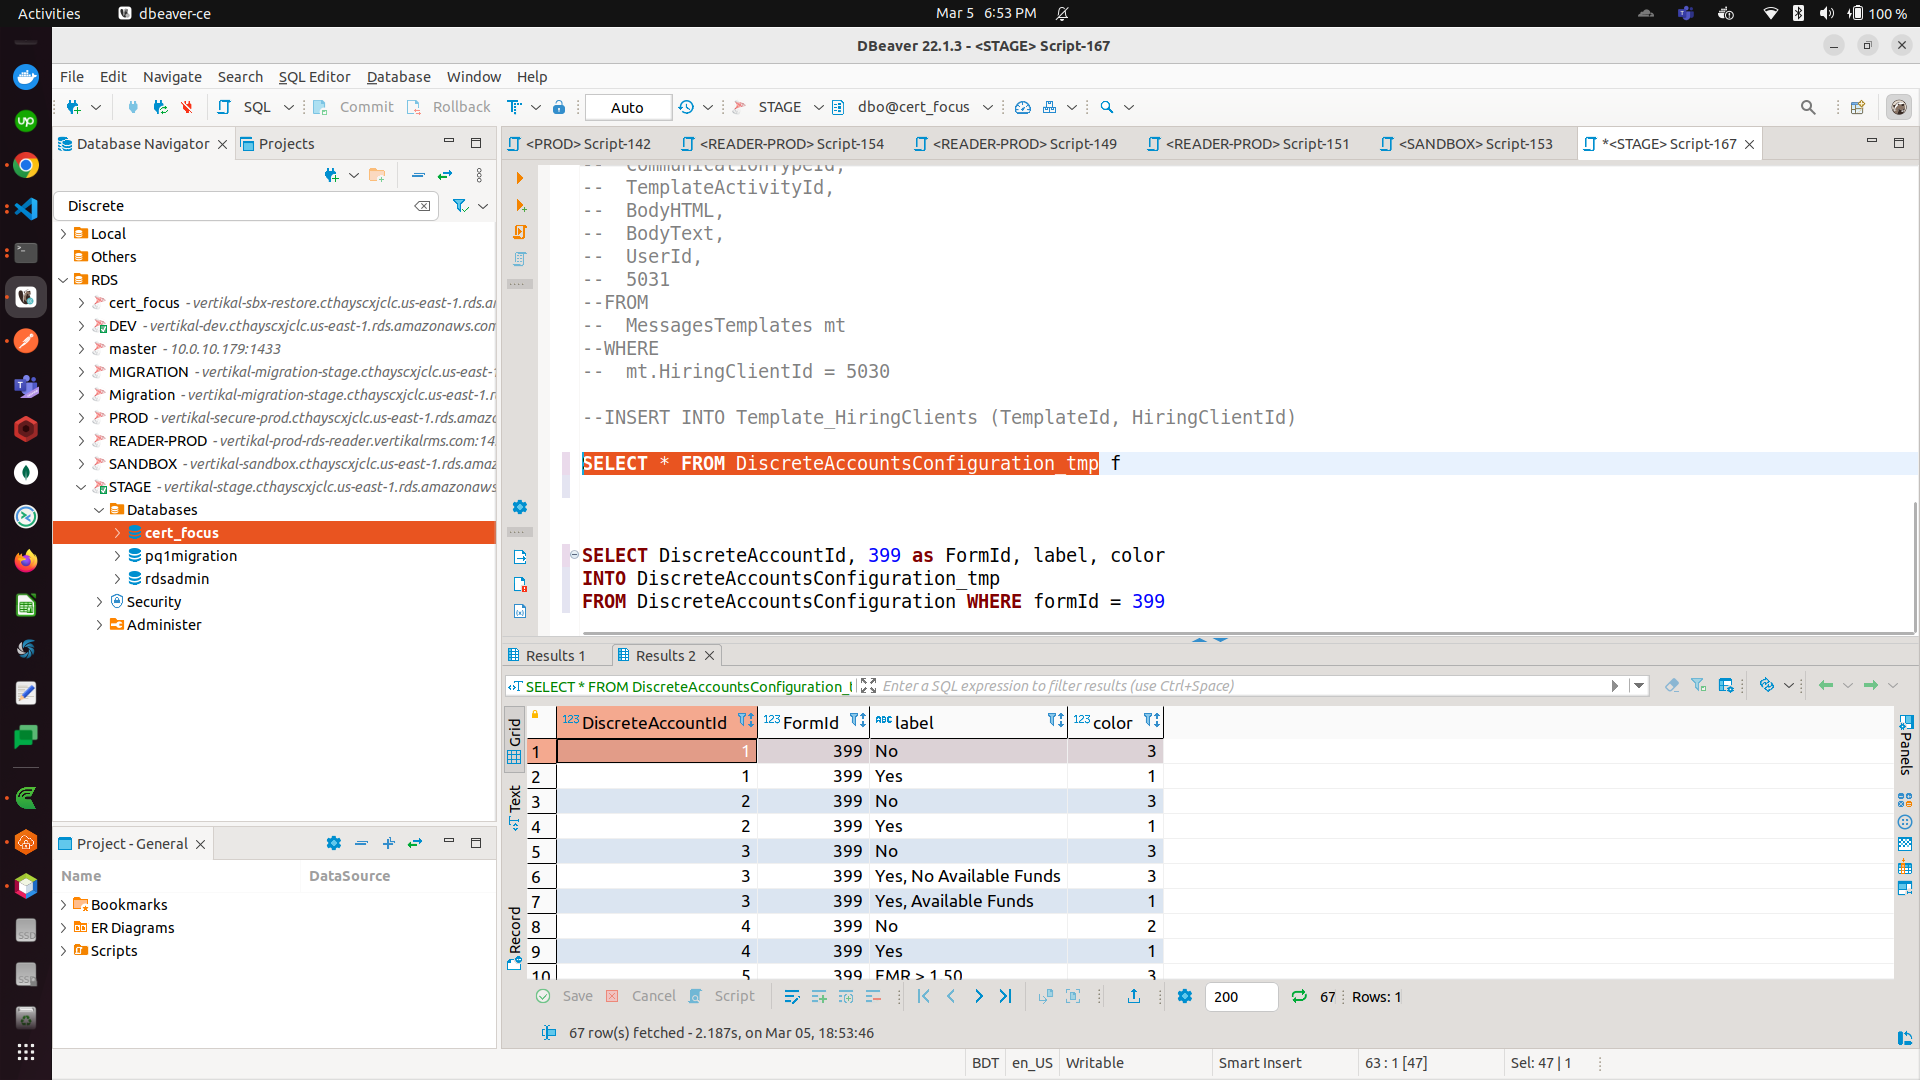 Activities
dbeaver-ce
Mar 5 6:53 PM
100 %
DBeaver 22.1.3 - <STAGE> Script-167
File Edit Navigate Search SQL Editor Database Window Help
SQL Commit Rollback Auto STAGE dbo@cert_focus
Database Navigator
Projects
<PROD> Script-142
<READER-PROD> Script-154
<READER-PROD> Script-149
<READER-PROD> Script-151
<SANDBOX> Script-153
*<STAGE> Script-167
Discrete
Local
Others
RDS
cert_focus - vertikal-sbx-restore.cthayscxjclc.us-east-1.rds.a
DEV - vertikal-dev.cthayscxjclc.us-east-1.rds.amazonaws.com
master - 10.0.10.179:1433
MIGRATION - vertikal-migration-stage.cthayscxjclc.us-east-1
Migration - vertikal-migration-stage.cthayscxjclc.us-east-1.r
PROD - vertikal-secure-prod.cthayscxjclc.us-east-1.rds.amazo
READER-PROD - vertikal-prod-rds-reader.vertikalrms.com:14
SANDBOX - vertikal-sandbox.cthayscxjclc.us-east-1.rds.amaz
STAGE - vertikal-stage.cthayscxjclc.us-east-1.rds.amazonaws
Databases
cert_focus
pq1migration
rdsadmin
Security
Administer
-- CommunicationTypeId,
-- TemplateActivityId,
-- BodyHTML,
-- BodyText,
-- UserId,
-- 5031
--FROM
-- MessagesTemplates mt
--WHERE
-- mt.HiringClientId = 5030
--INSERT INTO Template_HiringClients (TemplateId, HiringClientId)
SELECT * FROM DiscreteAccountsConfiguration_tmp f
SELECT DiscreteAccountId, 399 as FormId, label, color
INTO DiscreteAccountsConfiguration_tmp
FROM DiscreteAccountsConfiguration WHERE formId = 399
Project - General
Name DataSource
Bookmarks
ER Diagrams
Scripts
Results 1
Results 2
SELECT * FROM DiscreteAccountsConfiguration_t
Enter a SQL expression to filter results (use Ctrl+Space)
Grid
Text
Record
Panels
123 DiscreteAccountId 123 FormId ABC label 123 color
1 1 399 No 3
2 1 399 Yes 1
3 2 399 No 3
4 2 399 Yes 1
5 3 399 No 3
6 3 399 Yes, No Available Funds 3
7 3 399 Yes, Available Funds 1
8 4 399 No 2
9 4 399 Yes 1
10 5 399 EMR > 1.50 3
Save Cancel Script 200 67 Rows: 1
67 row(s) fetched - 2.187s, on Mar 05, 18:53:46
BDT en_US Writable Smart Insert 63 : 1 [47] Sel: 47 | 1